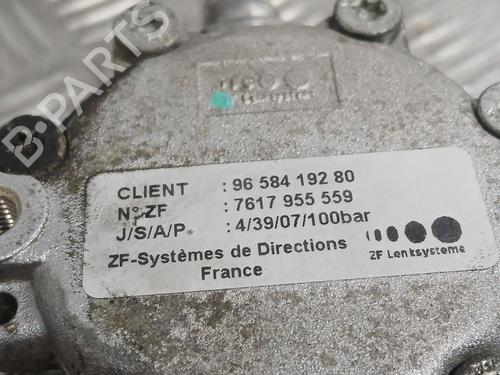 B-PARTS
CLIENT : 96 584 192 80
N° ZF : 7617 955 559
J/S/A/P. : 4/39/07/100bar
ZF-Systèmes de Directions
France
ZF Lenksysteme